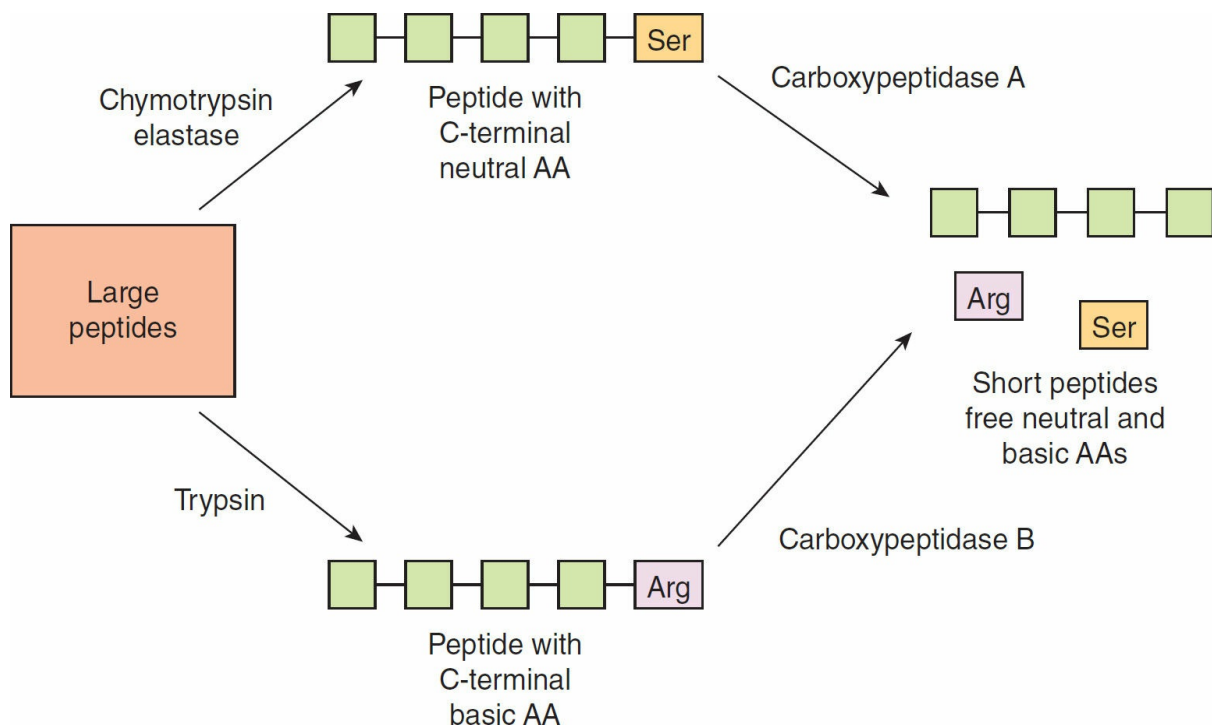 Ser
Chymotrypsin
elastase
Peptide with
C-terminal
neutral AA
Carboxypeptidase A
Large
peptides
Arg
Ser
Short peptides
free neutral and
basic AAs
Trypsin
Carboxypeptidase B
Arg
Peptide with
C-terminal
basic AA